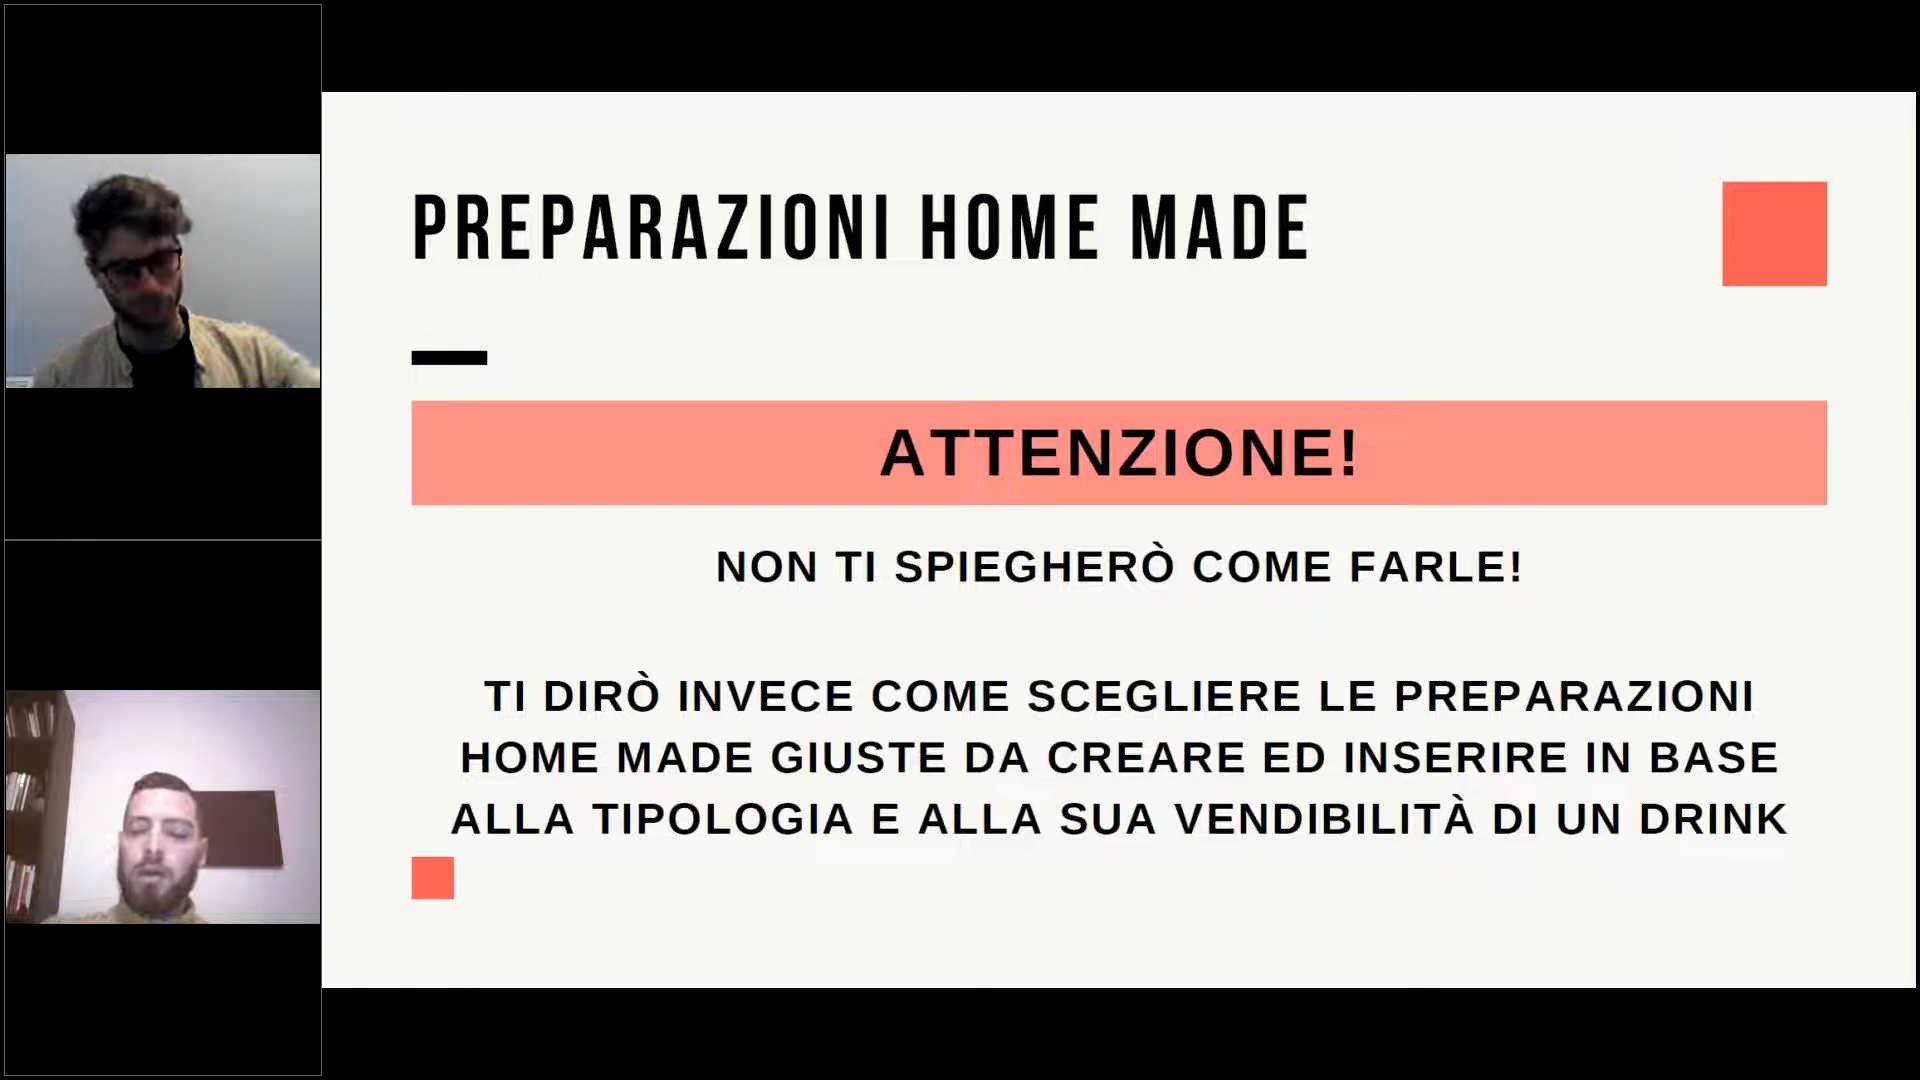 PREPARAZIONI HOME MADE
ATTENZIONE!
NON TI SPIEGHERÒ COME FARLE!
TI DIRÒ INVECE COME SCEGLIERE LE PREPARAZIONI
HOME MADE GIUSTE DA CREARE ED INSERIRE IN BASE
ALLA TIPOLOGIA E ALLA SUA VENDIBILITÀ DI UN DRINK